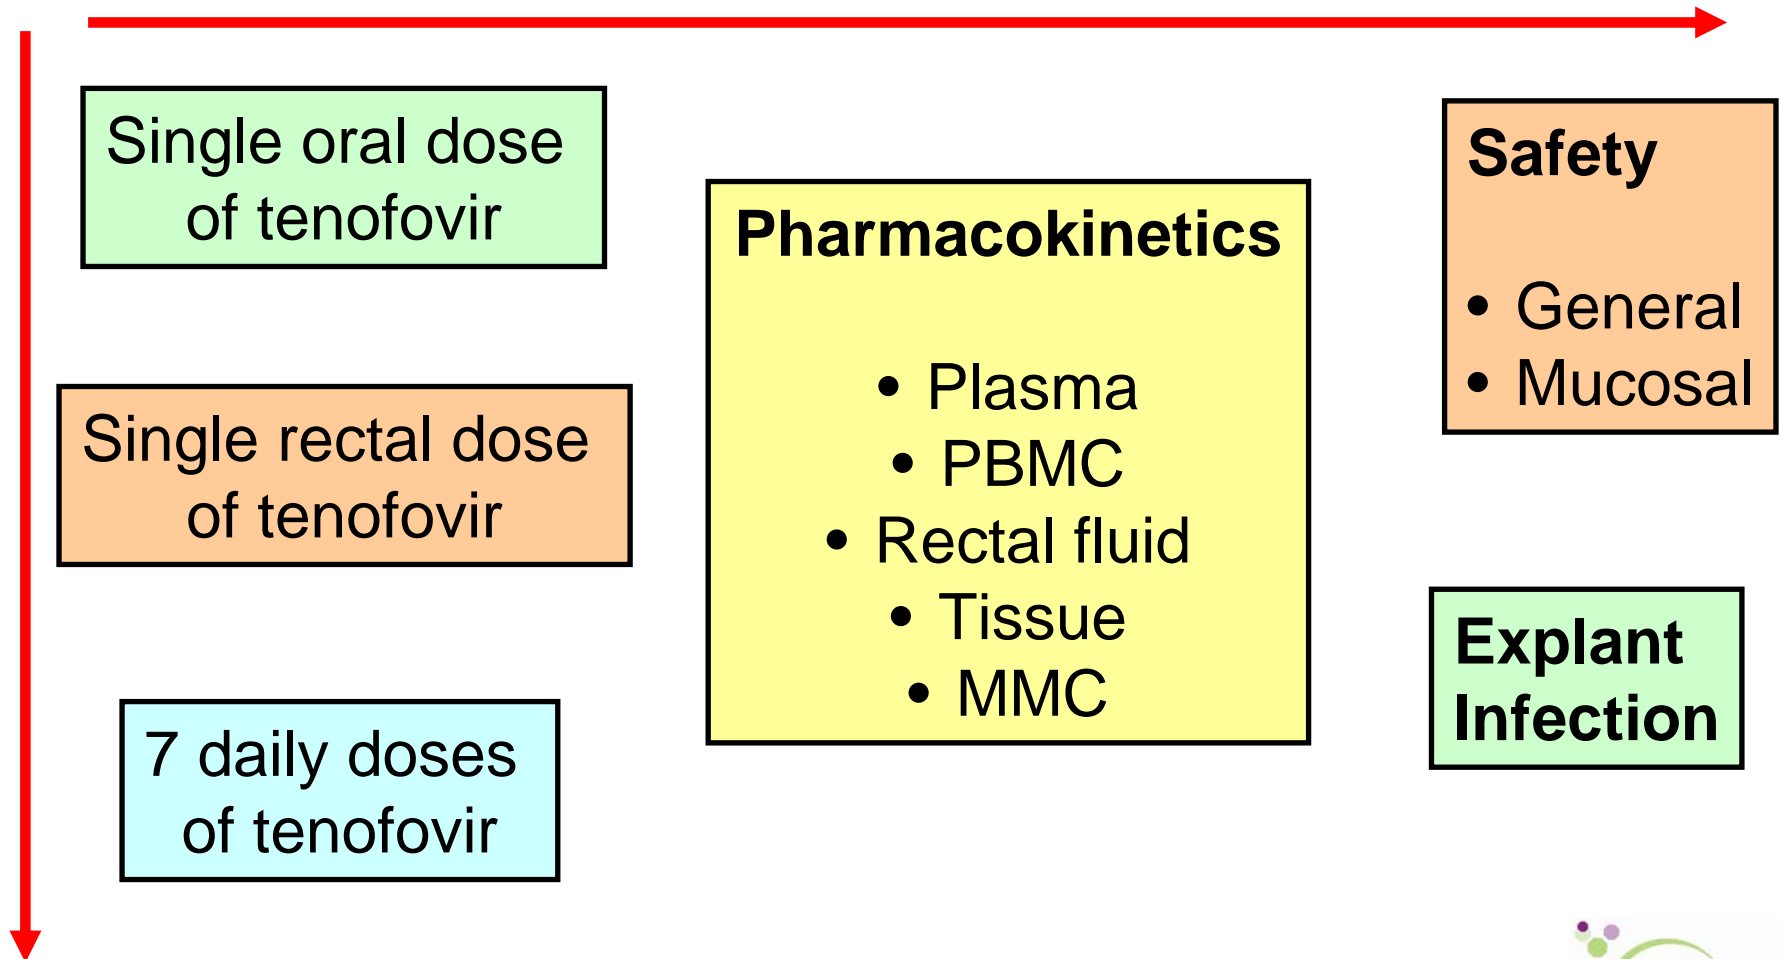 Single oral dose
of tenofovir
Single rectal dose
of tenofovir
7 daily doses
of tenofovir
Pharmacokinetics
• Plasma
• PBMC
• Rectal fluid
• Tissue
• MMC
Safety
• General
• Mucosal
Explant
Infection